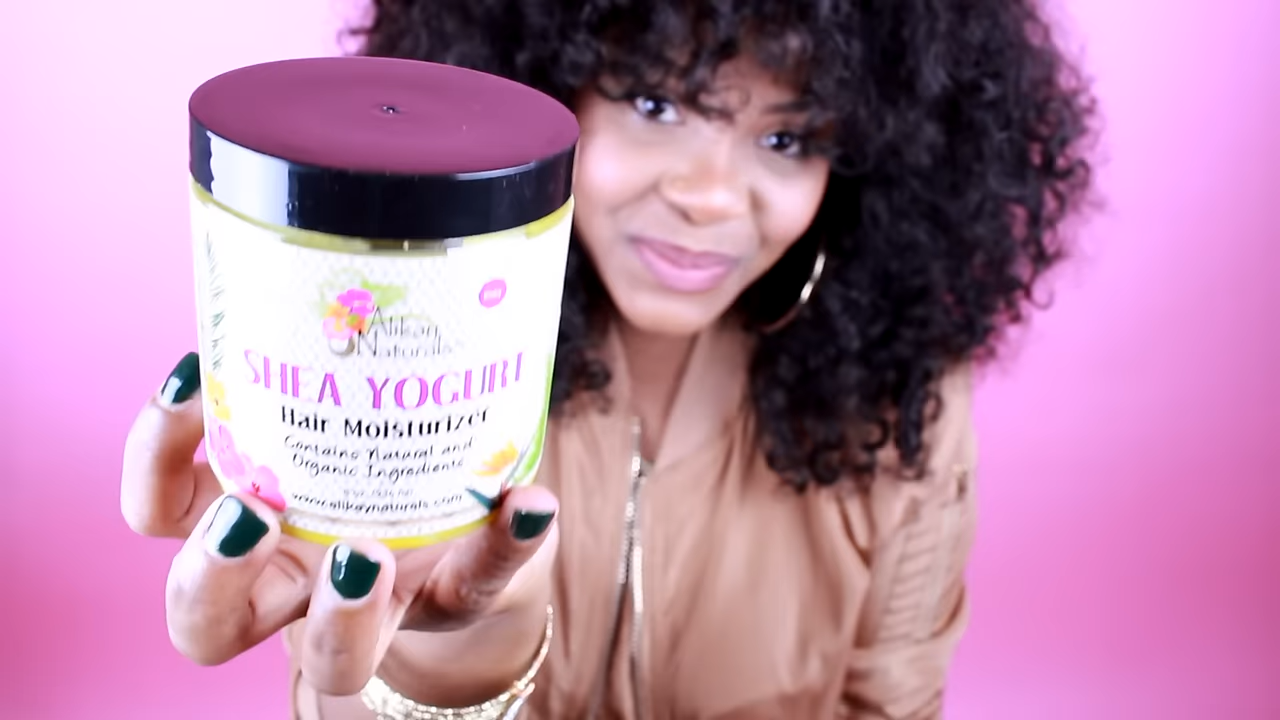 Alikay
Naturals
SHEA YOGURT
Hair Moisturizer
Contains Natural and
Organic Ingredients
www.alikaynaturals.com